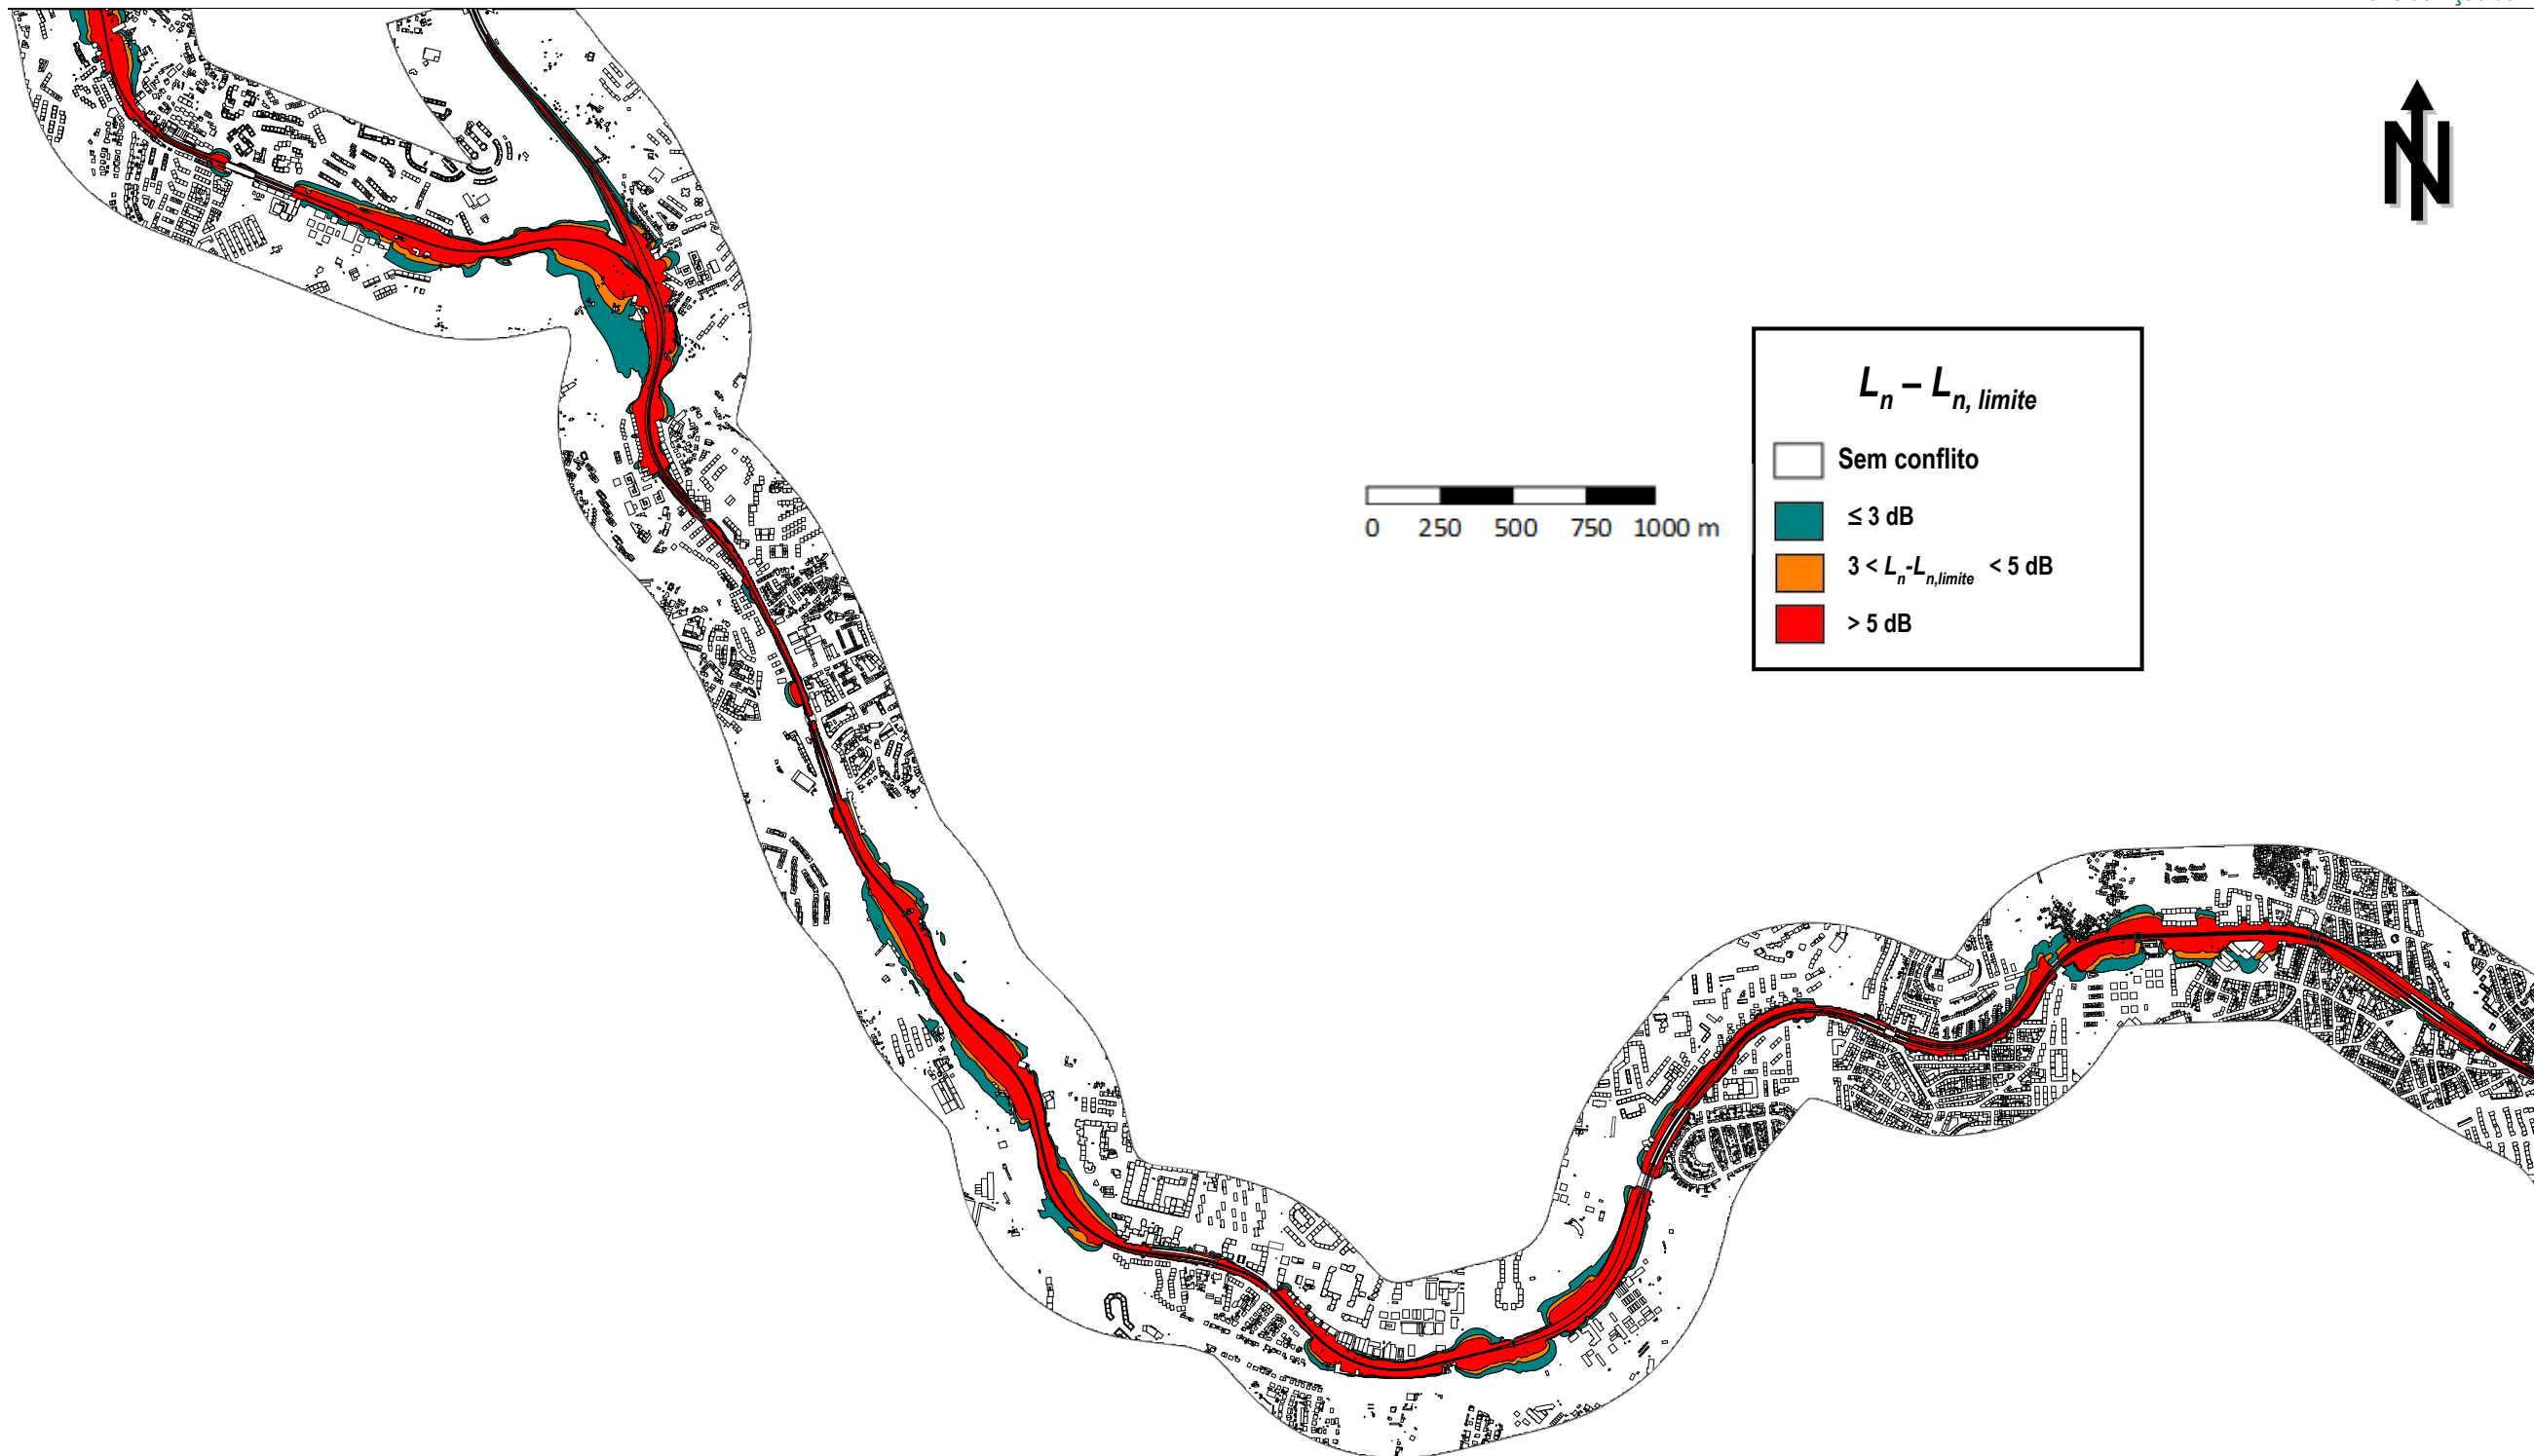 N
Lₙ – Lₙ, limite
Sem conflito
≤ 3 dB
3 < Lₙ-Lₙ,limite < 5 dB
> 5 dB
0 250 500 750 1000 m